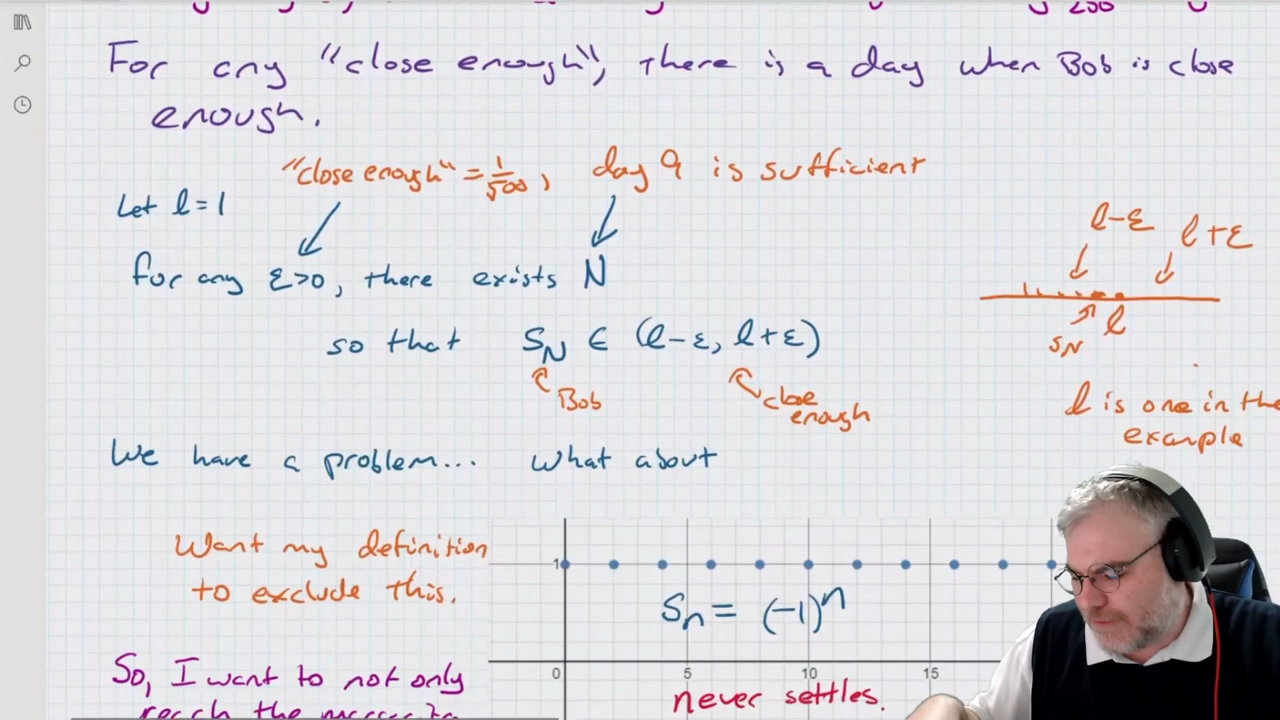 For any "close enough", there is a day when Bob is close
enough.
"close enough" = 1/500, day 9 is sufficient
Let l = 1
for any ε>0, there exists N
so that S_N ∈ (l-ε, l+ε)
Bob
close
enough
l-ε l+ε
S_N l
l is one in the
example
We have a problem... What about
Want my definition
to exclude this.
1
S_n = (-1)^n
0 5 10 15
never settles.
So, I want to not only
reach the